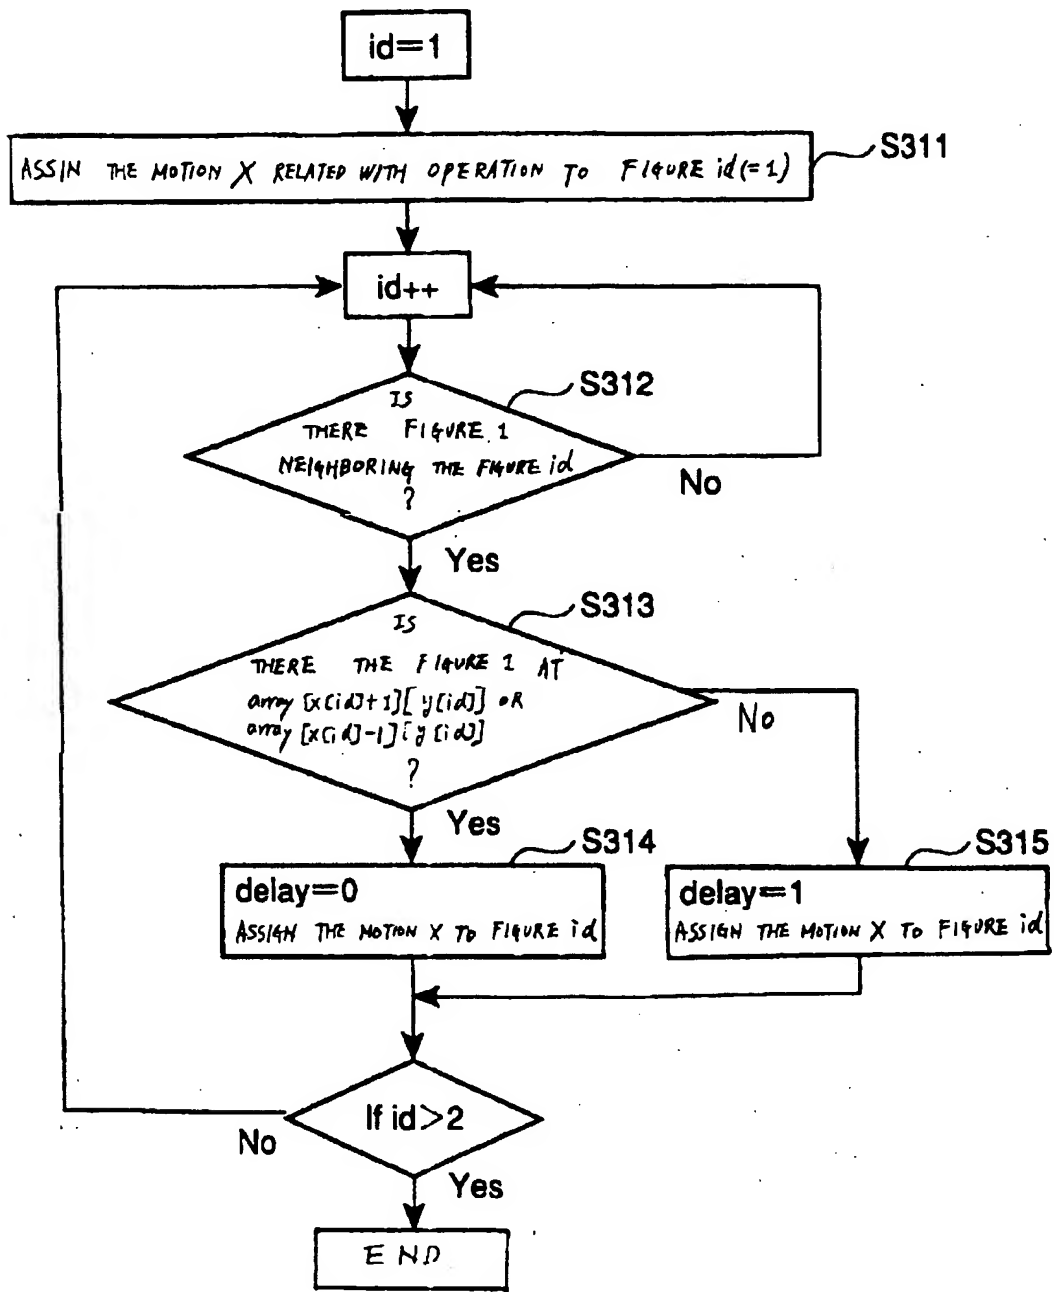 id=1
S311
ASSIN THE MOTION X RELATED WITH OPERATION TO FIGURE id(=1)
id++
S312
IS
THERE FIGURE 1
NEIGHBORING THE FIGURE id
?
No
Yes
S313
IS
THERE THE FIGURE 1 AT
array [x[id]+1][y[id]] OR
array [x[id]-1][y[id]]
?
No
Yes
S314
S315
delay=0
ASSIGN THE MOTION X TO FIGURE id
delay=1
ASSIGN THE MOTION X TO FIGURE id
If id>2
No
Yes
END